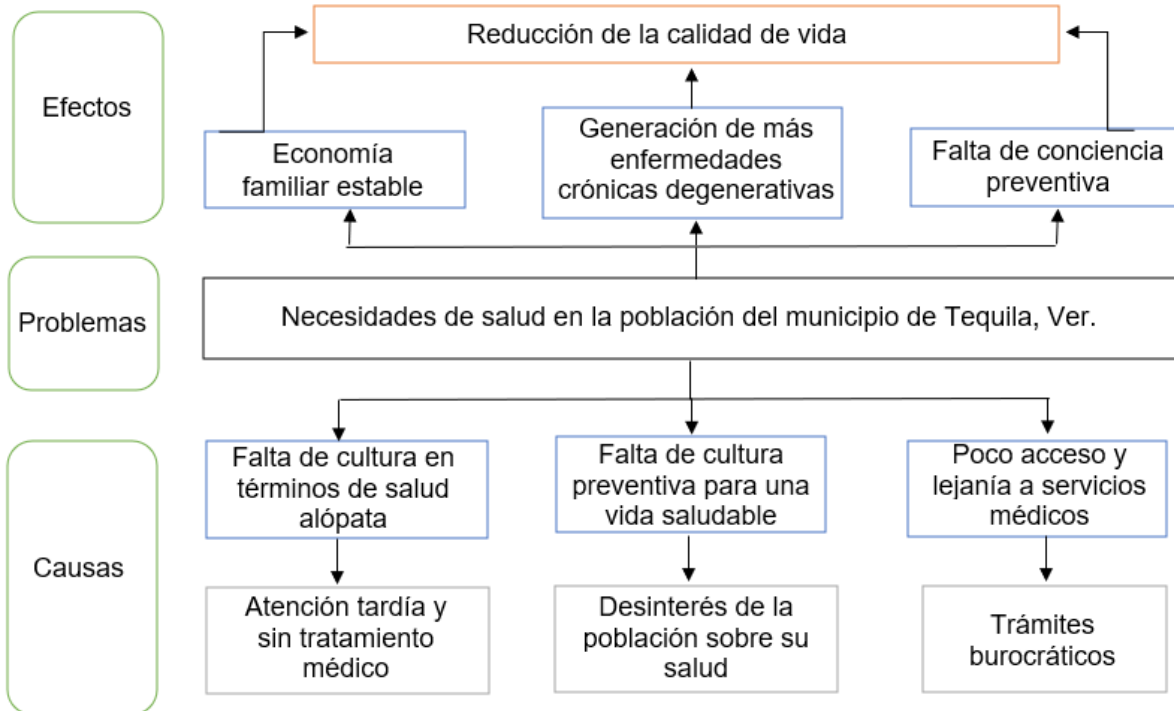 Efectos
Reducción de la calidad de vida
Economía
familiar estable
Generación de más
enfermedades
crónicas degenerativas
Falta de conciencia
preventiva
Problemas
Necesidades de salud en la población del municipio de Tequila, Ver.
Causas
Falta de cultura en
términos de salud
alópata
Falta de cultura
preventiva para una
vida saludable
Poco acceso y
lejanía a servicios
médicos
Atención tardía y
sin tratamiento
médico
Desinterés de la
población sobre su
salud
Trámites
burocráticos